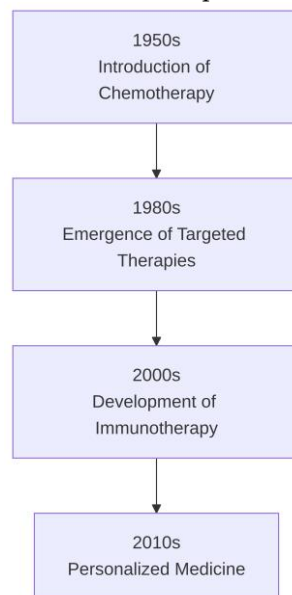 1950s
Introduction of
Chemotherapy
1980s
Emergence of Targeted
Therapies
2000s
Development of
Immunotherapy
2010s
Personalized Medicine